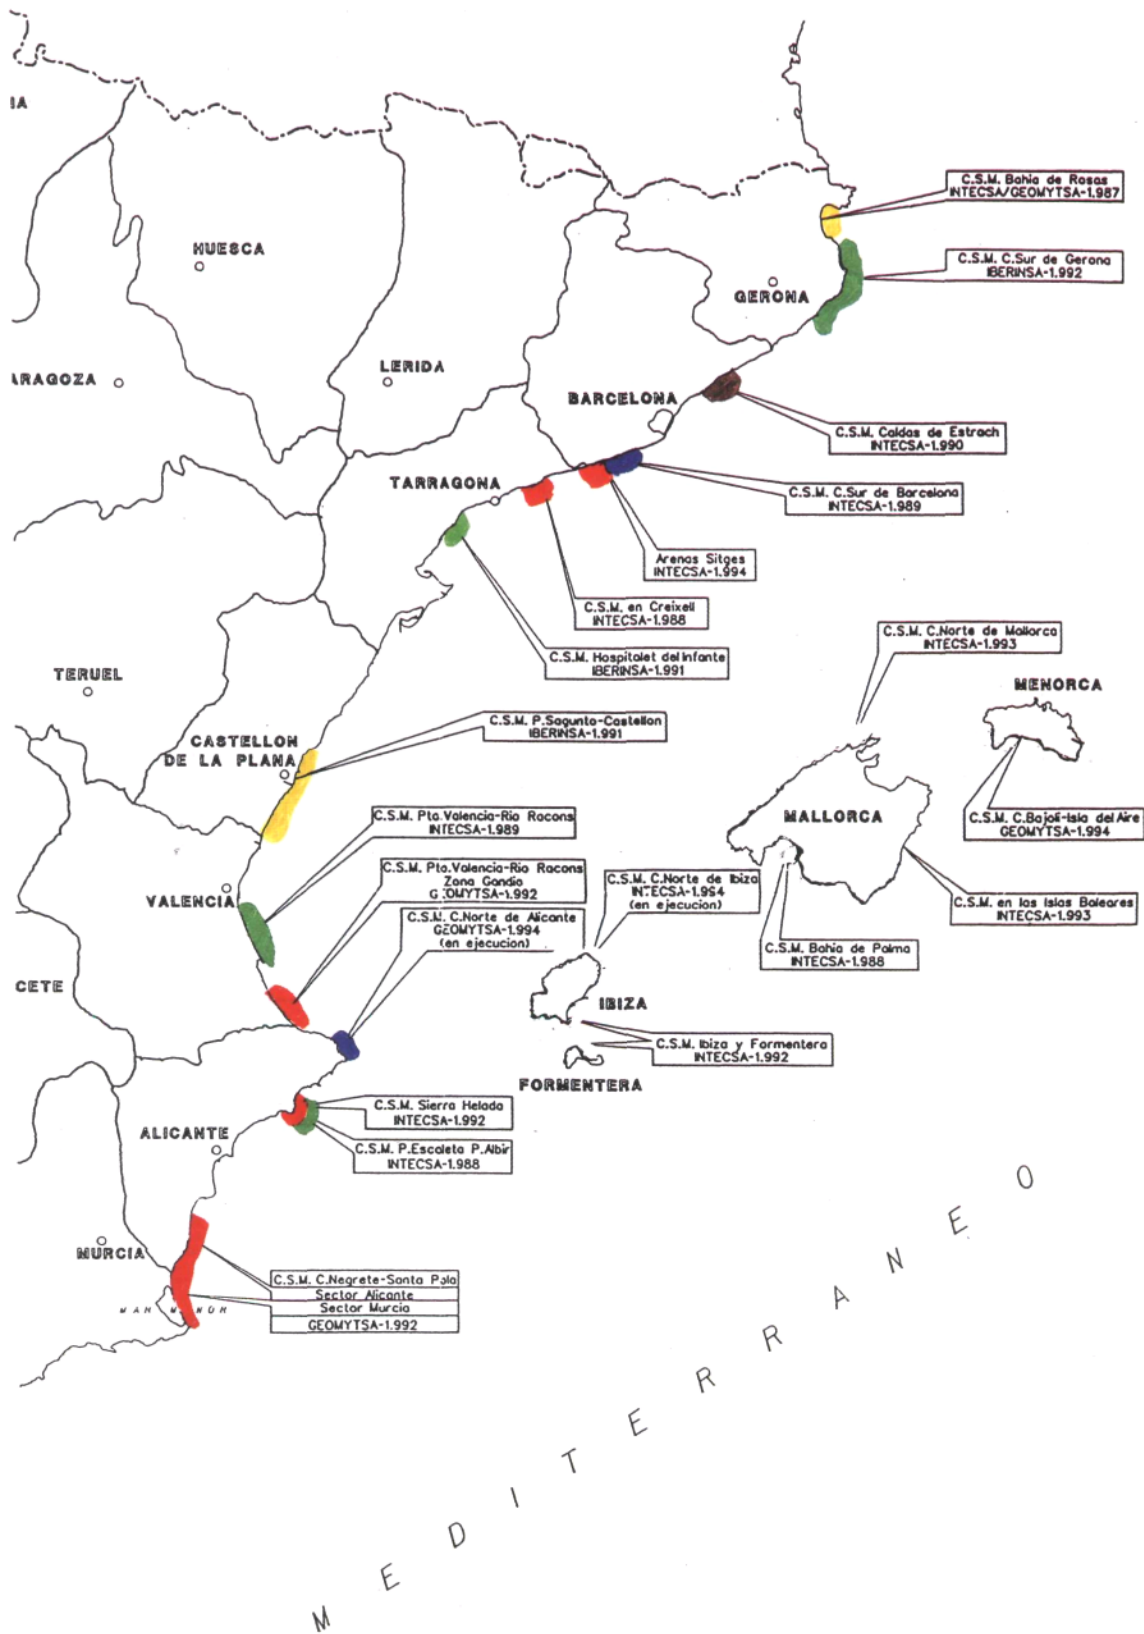 IA
C.S.M. Bahia de Rosas
INTECSA/GEOMYTSA-1.987
HUESCA
C.S.M. C.Sur de Gerona
IBERINSA-1.992
GERONA
ARAGOZA
LERIDA
BARCELONA
C.S.M. Caldas de Estrach
INTECSA-1.990
TARRAGONA
C.S.M. C.Sur de Barcelona
INTECSA-1.989
Arenas Sitges
INTECSA-1.994
C.S.M. en Creixell
INTECSA-1.988
C.S.M. C.Norte de Mallorca
INTECSA-1.993
C.S.M. Hospitalet del Infante
IBERINSA-1.991
TERUEL
MENORCA
C.S.M. P.Sagunto-Castellon
IBERINSA-1.991
CASTELLON
DE LA PLANA
C.S.M. Pto.Valencia-Rio Racons
INTECSA-1.989
MALLORCA
C.S.M. C.Bajoli-Isla del Aire
GEOMYTSA-1.994
C.S.M. Pto.Valencia-Rio Racons
Zona Gandia
GEOMYTSA-1.992
C.S.M. C.Norte de Ibiza
INTECSA-1.994
(en ejecucion)
VALENCIA
C.S.M. en las Islas Baleares
INTECSA-1.993
C.S.M. C.Norte de Alicante
GEOMYTSA-1.994
(en ejecucion)
C.S.M. Bahia de Palma
INTECSA-1.988
CETE
IBIZA
C.S.M. Ibiza y Formentera
INTECSA-1.992
FORMENTERA
C.S.M. Sierra Helada
INTECSA-1.992
ALICANTE
C.S.M. P.Escaleta P.Albir
INTECSA-1.988
MURCIA
C.S.M. C.Negrete-Santa Pola
Sector Alicante
Sector Murcia
GEOMYTSA-1.992
MAR MENOR
MEDITERRANEO